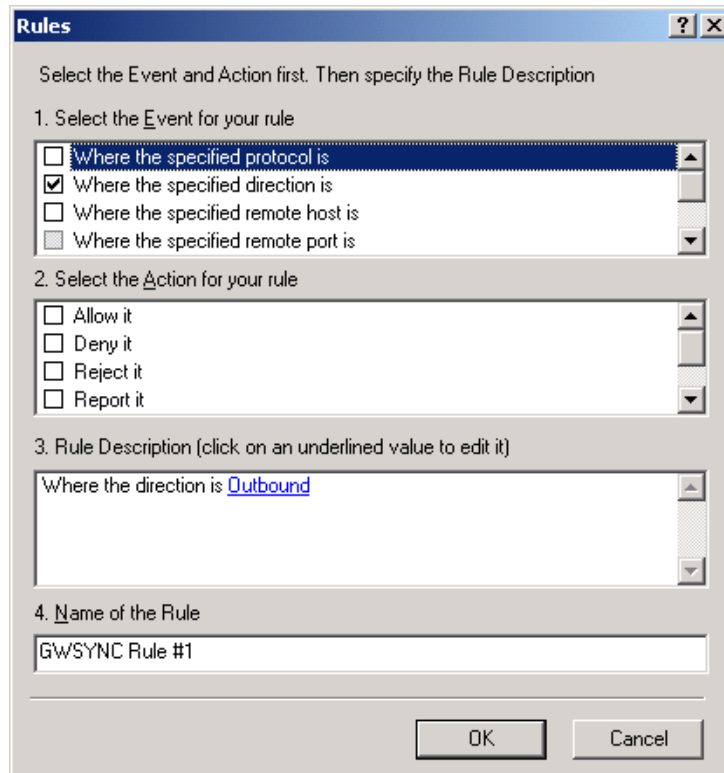 Rules
Select the Event and Action first. Then specify the Rule Description
1. Select the Event for your rule
Where the specified protocol is
Where the specified direction is
Where the specified remote host is
Where the specified remote port is
2. Select the Action for your rule
Allow it
Deny it
Reject it
Report it
3. Rule Description (click on an underlined value to edit it)
Where the direction is Outbound
4. Name of the Rule
GWSYNC Rule #1
OK Cancel